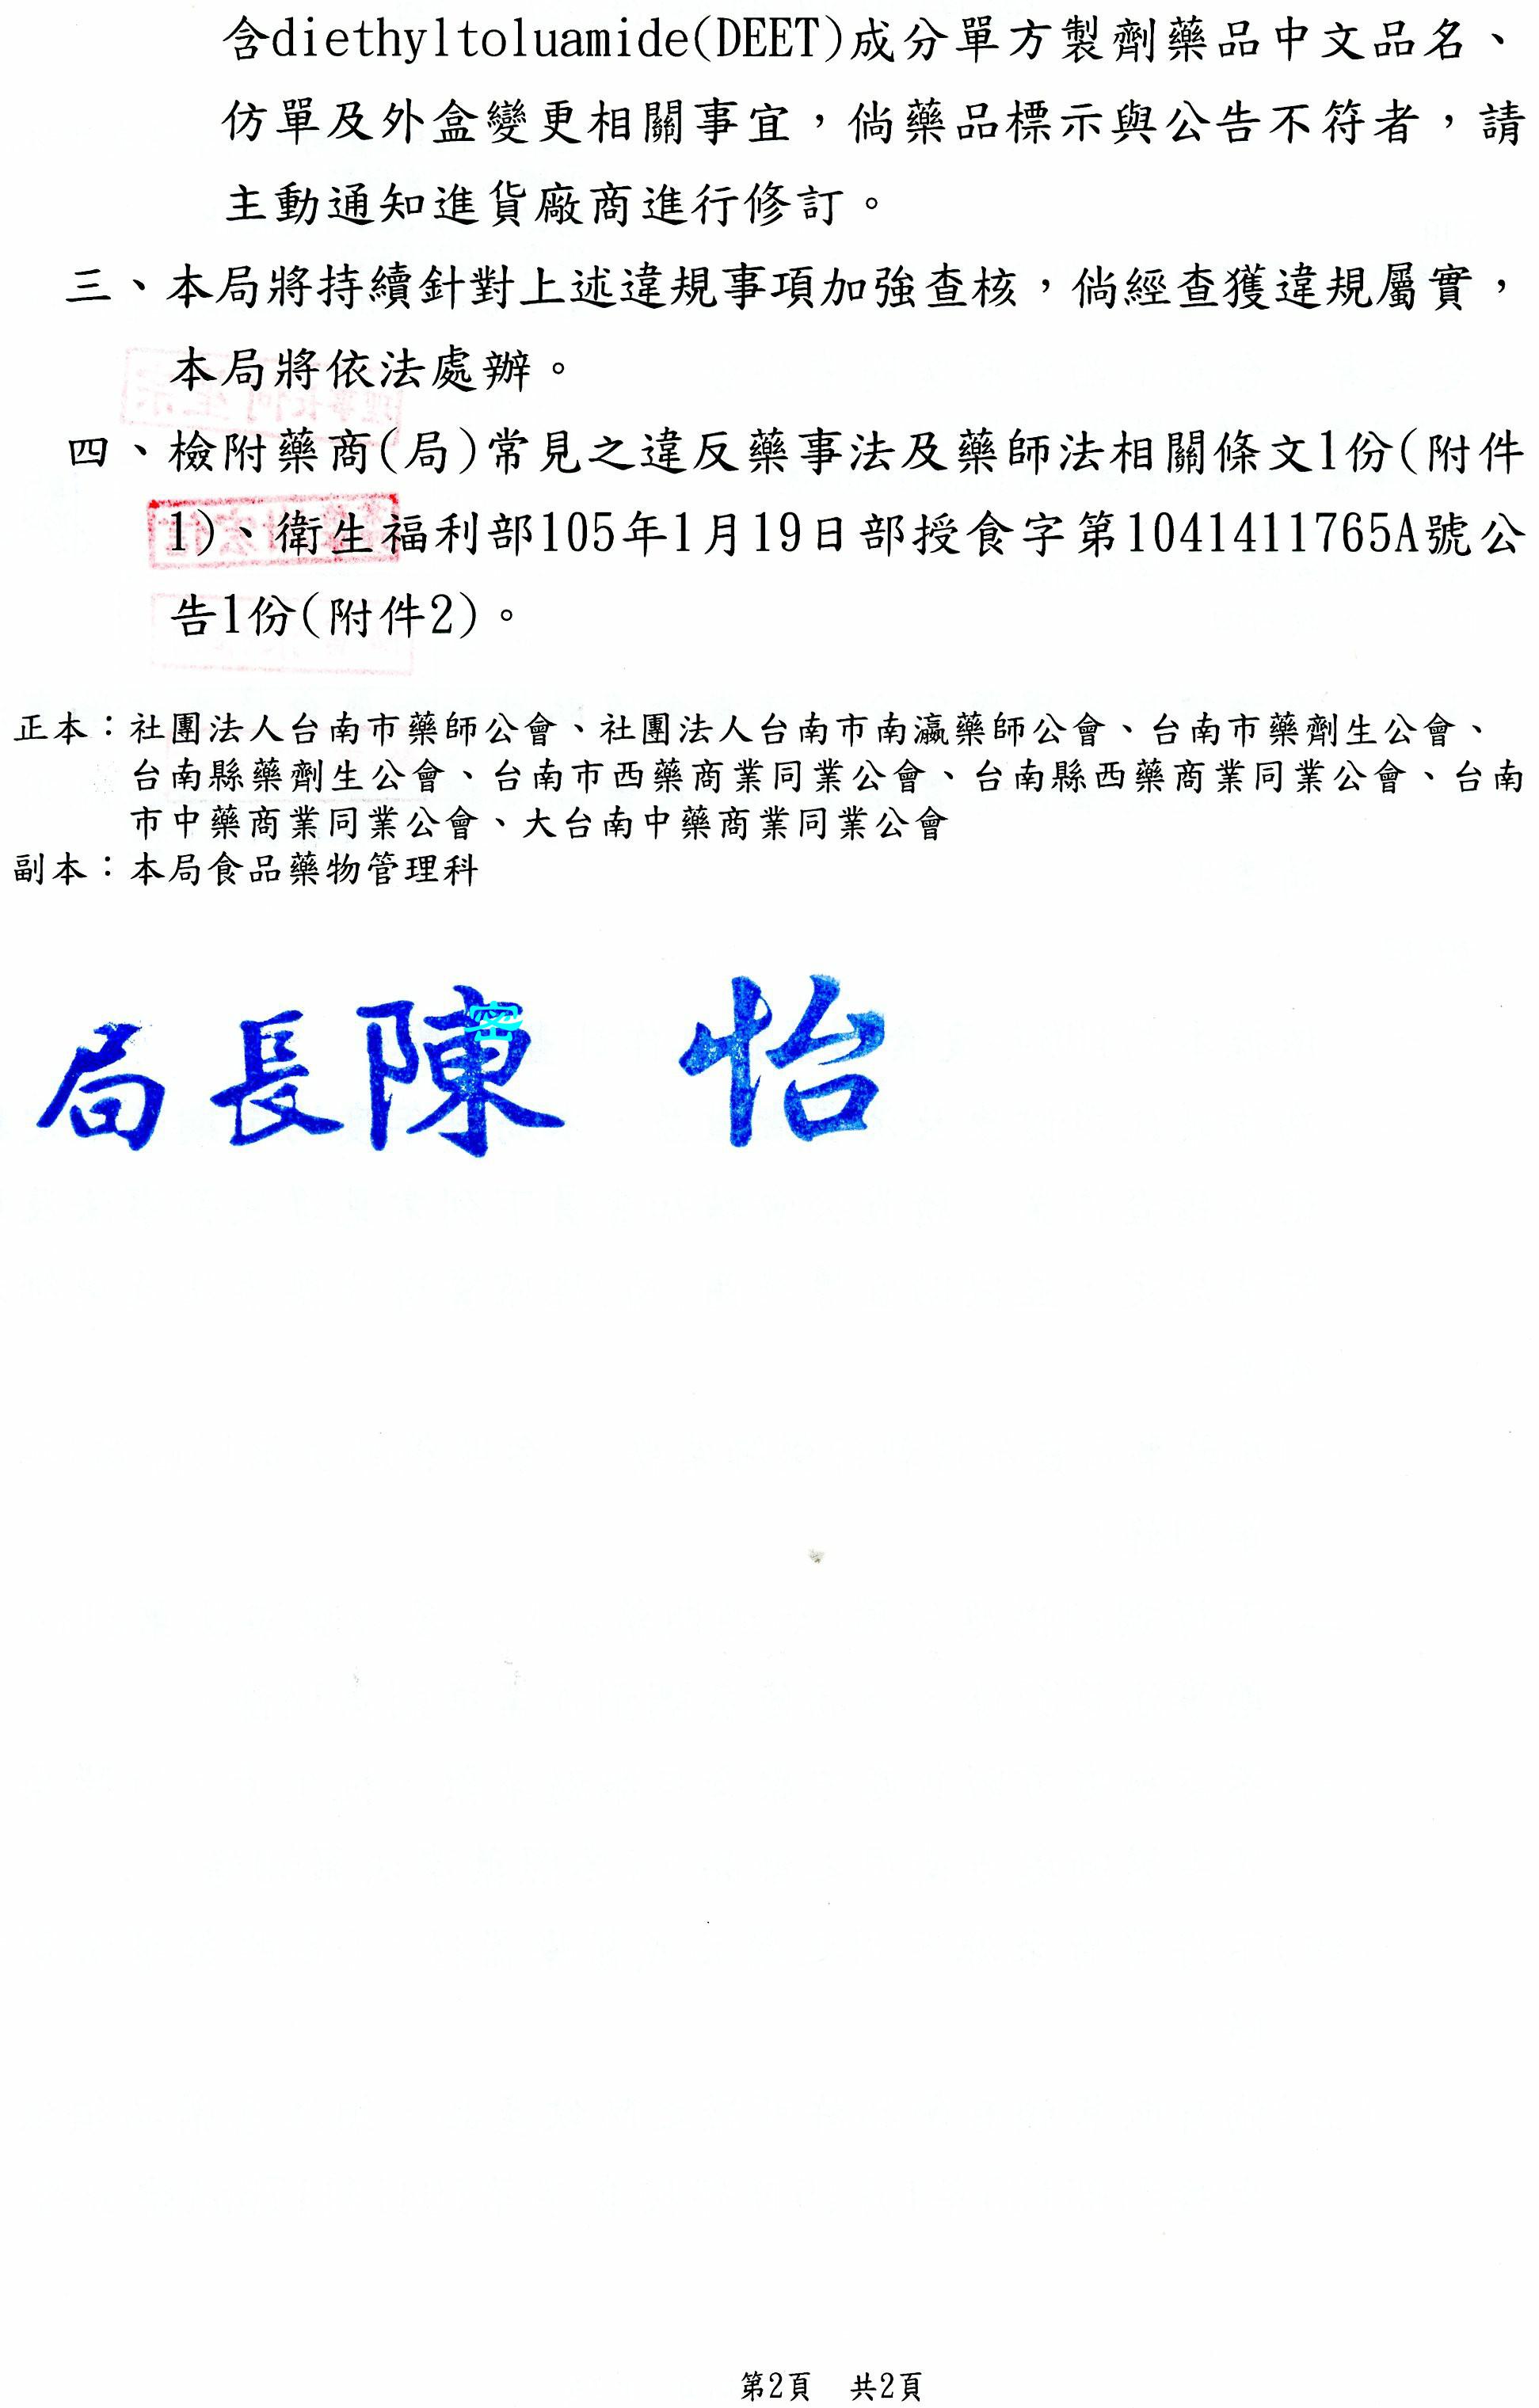 含diethyltoluamide(DEET)成分單方製劑藥品中文品名、
仿單及外盒變更相關事宜，倘藥品標示與公告不符者，請
主動通知進貨廠商進行修訂。
三、本局將持續針對上述違規事項加強查核，倘經查獲違規屬實，
本局將依法處辦。
四、檢附藥商(局)常見之違反藥事法及藥師法相關條文1份(附件
1)、衛生福利部105年1月19日部授食字第1041411765A號公
告1份(附件2)。
正本：社團法人台南市藥師公會、社團法人台南市南瀛藥師公會、台南市藥劑生公會、
台南縣藥劑生公會、台南市西藥商業同業公會、台南縣西藥商業同業公會、台南
市中藥商業同業公會、大台南中藥商業同業公會
副本：本局食品藥物管理科
局長陳 怡
密
第2頁 共2頁